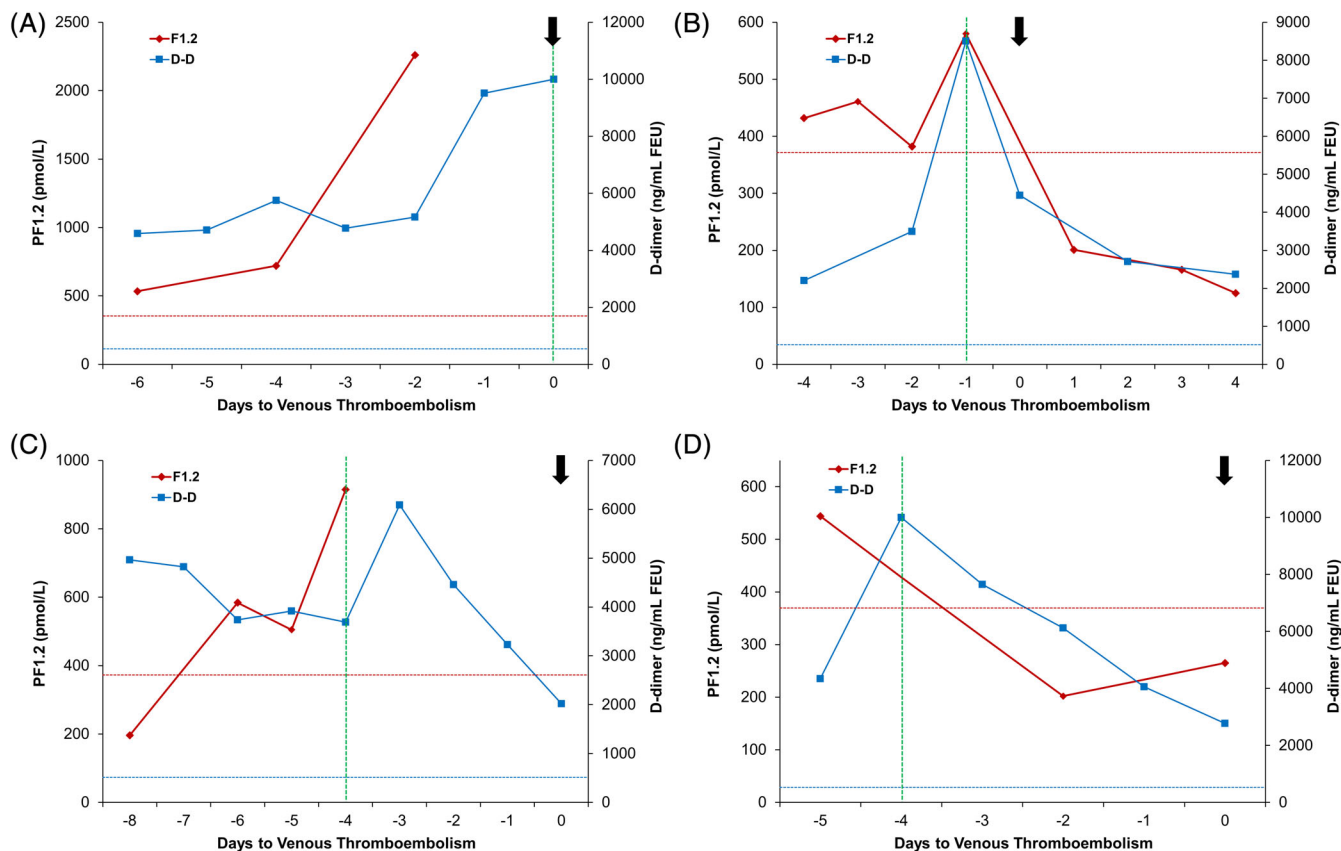 (A)
F1.2
D-D
PF1.2 (pmol/L)
2500
2000
1500
1000
500
0
D-dimer (ng/mL FEU)
12000
10000
8000
6000
4000
2000
0
-6 -5 -4 -3 -2 -1 0
Days to Venous Thromboembolism
(B)
F1.2
D-D
PF1.2 (pmol/L)
600
500
400
300
200
100
0
D-dimer (ng/mL FEU)
9000
8000
7000
6000
5000
4000
3000
2000
1000
0
-4 -3 -2 -1 0 1 2 3 4
Days to Venous Thromboembolism
(C)
F1.2
D-D
PF1.2 (pmol/L)
1000
800
600
400
200
0
D-dimer (ng/mL FEU)
7000
6000
5000
4000
3000
2000
1000
0
-8 -7 -6 -5 -4 -3 -2 -1 0
Days to Venous Thromboembolism
(D)
F1.2
D-D
PF1.2 (pmol/L)
600
500
400
300
200
100
0
D-dimer (ng/mL FEU)
12000
10000
8000
6000
4000
2000
0
-5 -4 -3 -2 -1 0
Days to Venous Thromboembolism